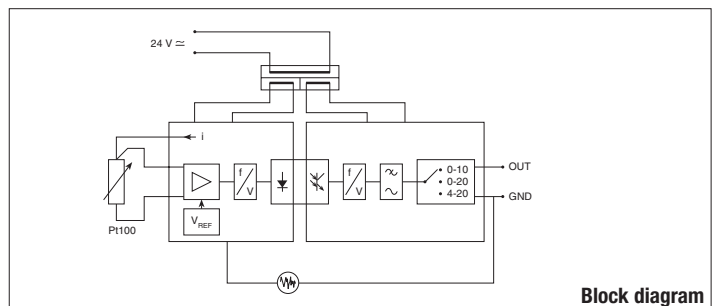 24 V ≃
i
f
V
f
V
0-10
0-20
4-20
OUT
GND
V REF
Pt100
Block diagram